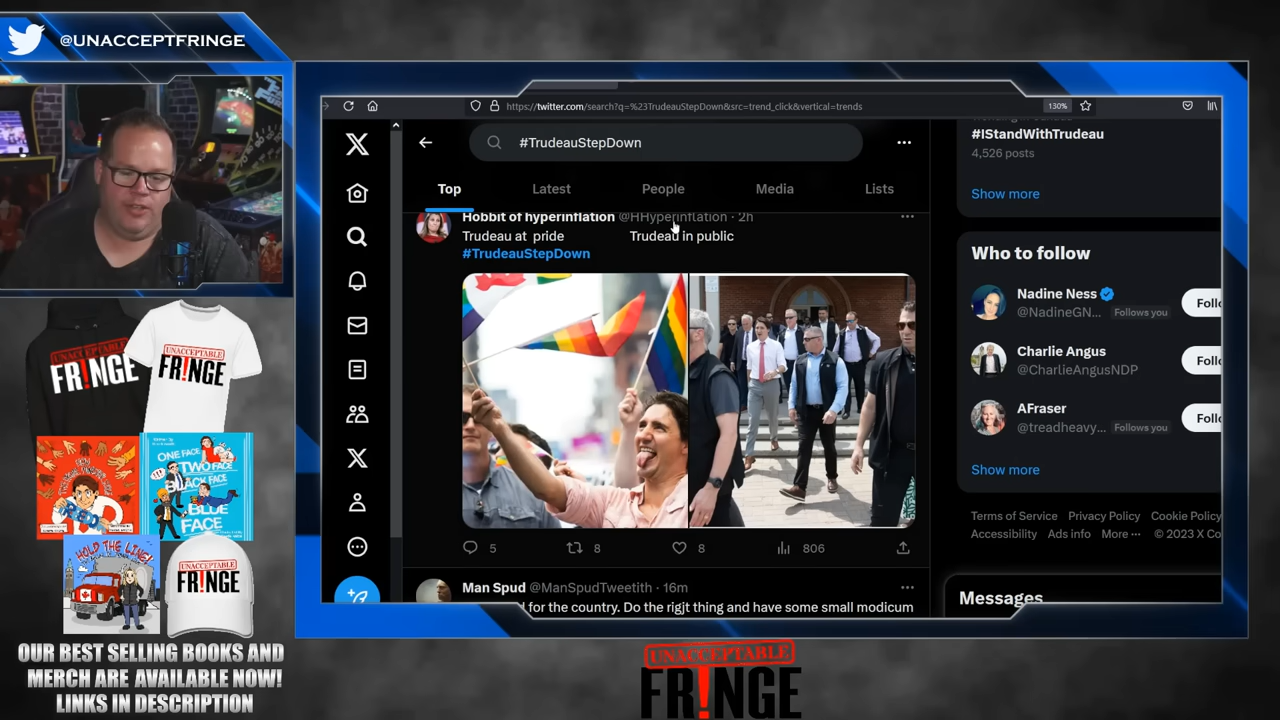 @UNACCEPTFRINGE
https://twitter.com/search?q=%23TrudeauStepDown&src=trend_click&vertical=trends
130%
#TrudeauStepDown
Top
Latest
People
Media
Lists
Hobbit of hyperinflation @HHyperinflation · 2h
Trudeau at pride Trudeau in public
#TrudeauStepDown
5
8
8
806
Man Spud @ManSpudTweetith · 16m
for the country. Do the rigjt thing and have some small modicum
#IStandWithTrudeau
4,526 posts
Show more
Who to follow
Nadine Ness
@NadineGN... Follows you
Follo
Charlie Angus
@CharlieAngusNDP
Follo
AFraser
@treadheavy... Follows you
Follo
Show more
Terms of Service Privacy Policy Cookie Policy
Accessibility Ads info More ··· © 2023 X Co
Messages
UNACCEPTABLE
FR!NGE
UNACCEPTABLE
FR!NGE
ONE FACE
TWO FACE
BLACK FACE
BLUE
FACE
HOLD THE LINE!
UNACCEPTABLE
FR!NGE
OUR BEST SELLING BOOKS AND
MERCH ARE AVAILABLE NOW!
LINKS IN DESCRIPTION
UNACCEPTABLE
FR!NGE